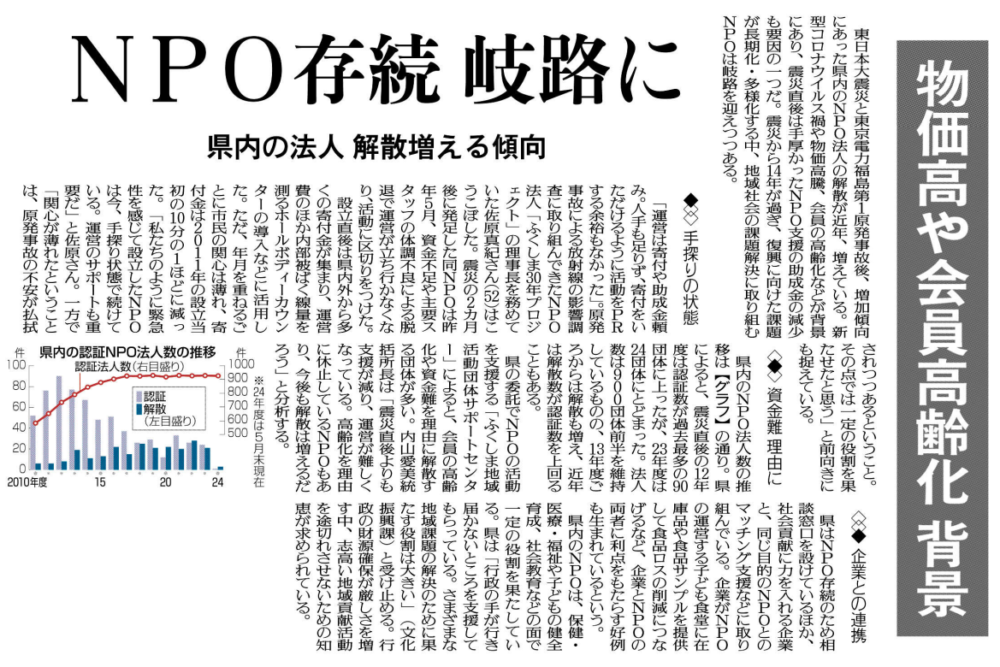 物価高や会員高齢化 背景
NPO存続 岐路に
県内の法人 解散増える傾向
　東日本大震災と東京電力福島第1原発事故後、増加傾向
にあった県内のNPO法人の解散が近年、増えている。新
型コロナウイルス禍や物価高騰、会員の高齢化などが背景
にあり、震災直後は手厚かったNPO支援の助成金の減少
も要因の一つだ。震災から14年が過ぎ、復興に向けた課題
が長期化・多様化する中、地域社会の課題解決に取り組む
NPOは岐路を迎えつつある。
◆◇◇ 手探りの状態
　「運営は寄付や助成金頼
み。人手も足りず、寄付をい
ただけるように活動をPR
する余裕もなかった」。原発
事故による放射線の影響調
査に取り組んできたNPO
法人「ふくしま30年プロジ
ェクト」の理事長を務めて
いた佐原真紀さん(52)はこ
うこぼした。震災の2カ月
後に発足した同NPOは昨
年5月、資金不足や主要ス
タッフの体調不良による脱
退で運営が立ち行かなくな
り、活動に区切りをつけた。
　設立直後は県内外から多
くの寄付金が集まり、運営
費のほか内部被ばく線量を
測るホールボディーカウン
ターの導入などに活用し
た。ただ、年月を重ねるご
とに市民の関心は薄れ、寄
付金は2011年の設立当
初の10分の1ほどに減っ
た。「私たちのように緊急
性を感じて設立したNPO
は今、手探り状態で続けて
いる。運営のサポートも重
要だ」と佐原さん。一方で
「関心が薄れたということ
は、原発事故の不安が払拭
されつつあるということ。
その点では一定の役割を果
たせたと思う」と前向きに
も捉えている。
◇◆◇ 資金難 理由に
　県内のNPO法人数の推
移は【グラフ】の通り。県
によると、震災直後の12年
度は認証数が過去最多の90
団体に上ったが、23年度は
24団体にとどまった。法人
数は900団体前半を維持
しているものの、13年度ご
ろからは解散も増え、近年
は解散数が認証数を上回る
こともある。
　県の委託でNPOの活動
を支援する「ふくしま地域
活動団体サポートセンタ
ー」によると、会員の高齢
化や資金難を理由に解散す
る団体が多い。内山愛美統
括所長は「震災直後よりも
支援が減り、運営が難しく
なっている。高齢化を理由
に休止しているNPOもあ
り、今後も解散は増えるだ
ろう」と分析する。
県内の認証NPO法人数の推移
件
件
認証法人数(右目盛り)
認証
解散
(左目盛り)
100
80
60
40
20
0
1000
900
800
700
600
500
2010年度
15
20
24
※24年度は5月末現在
◇◇◆ 企業との連携
　県はNPO存続のため相
談窓口を設けているほか、
社会貢献に力を入れる企業
と、同じ目的のNPOとの
マッチング支援などに取り
組んでいる。企業がNPO
の運営する子ども食堂に在
庫品や食品サンプルを提供
して食品ロスの削減につな
げるなど、企業とNPOの
両者に利点をもたらす好例
も生まれているという。
　県内のNPOは、保健・
医療・福祉や子どもの健全
育成、社会教育などの面で
一定の役割を果たしてい
る。県は「行政の手が行き
届かないところを支援して
もらっている。さまざまな
地域課題の解決のために果
たす役割は大きい」(文化
振興課)と受け止める。行
政の財源確保が厳しさを増
す中、志高い地域貢献活動
を途切れさせないための知
恵が求められている。